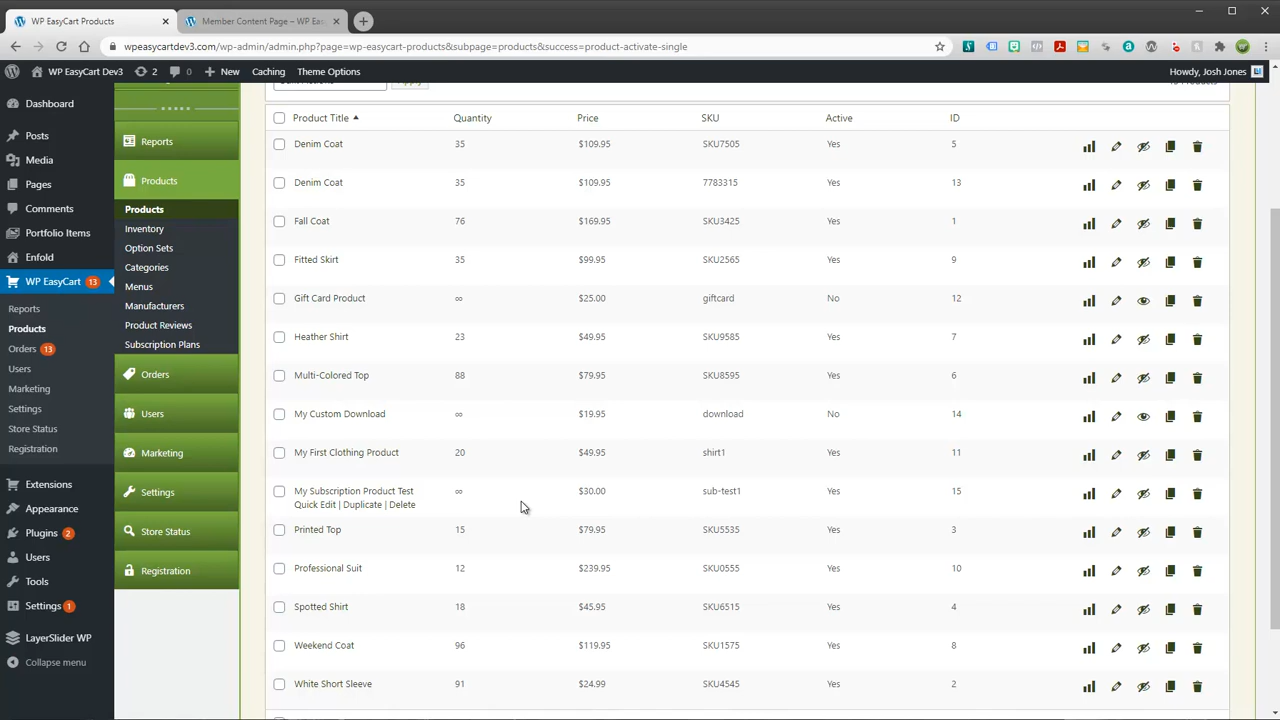 WP EasyCart Products
Member Content Page – WP Eas
wpeasycartdev3.com/wp-admin/admin.php?page=wp-easycart-products&subpage=products&success=product-activate-single
WP EasyCart Dev3
2
0
New
Caching
Theme Options
Howdy, Josh Jones
Dashboard
Posts
Media
Pages
Comments
Portfolio Items
Enfold
WP EasyCart 13
Reports
Products
Orders 13
Users
Marketing
Settings
Store Status
Registration
Extensions
Appearance
Plugins 2
Users
Tools
Settings 1
LayerSlider WP
Collapse menu
Reports
Products
Products
Inventory
Option Sets
Categories
Menus
Manufacturers
Product Reviews
Subscription Plans
Orders
Users
Marketing
Settings
Store Status
Registration
Product Title Quantity Price SKU Active ID
Denim Coat 35 $109.95 SKU7505 Yes 5
Denim Coat 35 $109.95 7783315 Yes 13
Fall Coat 76 $169.95 SKU3425 Yes 1
Fitted Skirt 35 $99.95 SKU2565 Yes 9
Gift Card Product ∞ $25.00 giftcard No 12
Heather Shirt 23 $49.95 SKU9585 Yes 7
Multi-Colored Top 88 $79.95 SKU8595 Yes 6
My Custom Download ∞ $19.95 download No 14
My First Clothing Product 20 $49.95 shirt1 Yes 11
My Subscription Product Test ∞ $30.00 sub-test1 Yes 15
Quick Edit | Duplicate | Delete
Printed Top 15 $79.95 SKU5535 Yes 3
Professional Suit 12 $239.95 SKU0555 Yes 10
Spotted Shirt 18 $45.95 SKU6515 Yes 4
Weekend Coat 96 $119.95 SKU1575 Yes 8
White Short Sleeve 91 $24.99 SKU4545 Yes 2